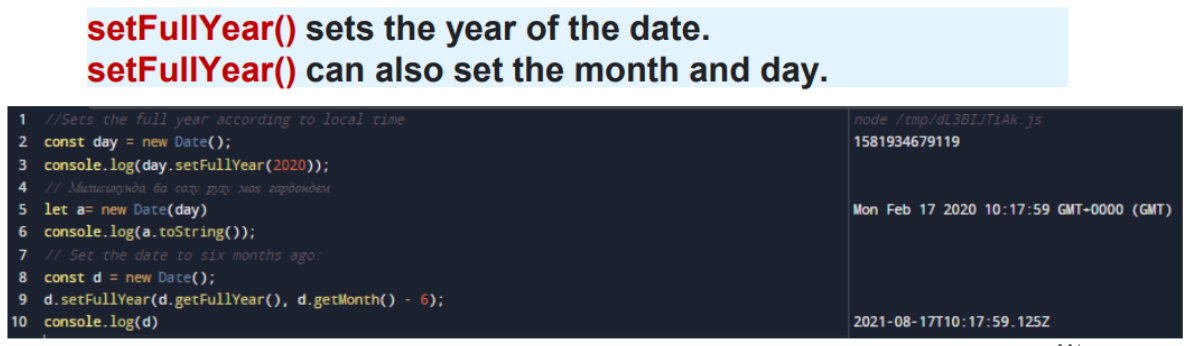 setFullYear() sets the year of the date.
setFullYear() can also set the month and day.
1 //Sets the full year according to local time
node /tmp/dL3BIJTiAk.js
2 const day = new Date();
1581934679119
3 console.log(day.setFullYear(2020));
4 // Милисикунда ба солу рузу моҳ гардондем
5 let a= new Date(day)
Mon Feb 17 2020 10:17:59 GMT+0000 (GMT)
6 console.log(a.toString());
7 // Set the date to six months ago:
8 const d = new Date();
9 d.setFullYear(d.getFullYear(), d.getMonth() - 6);
10 console.log(d)
2021-08-17T10:17:59.125Z